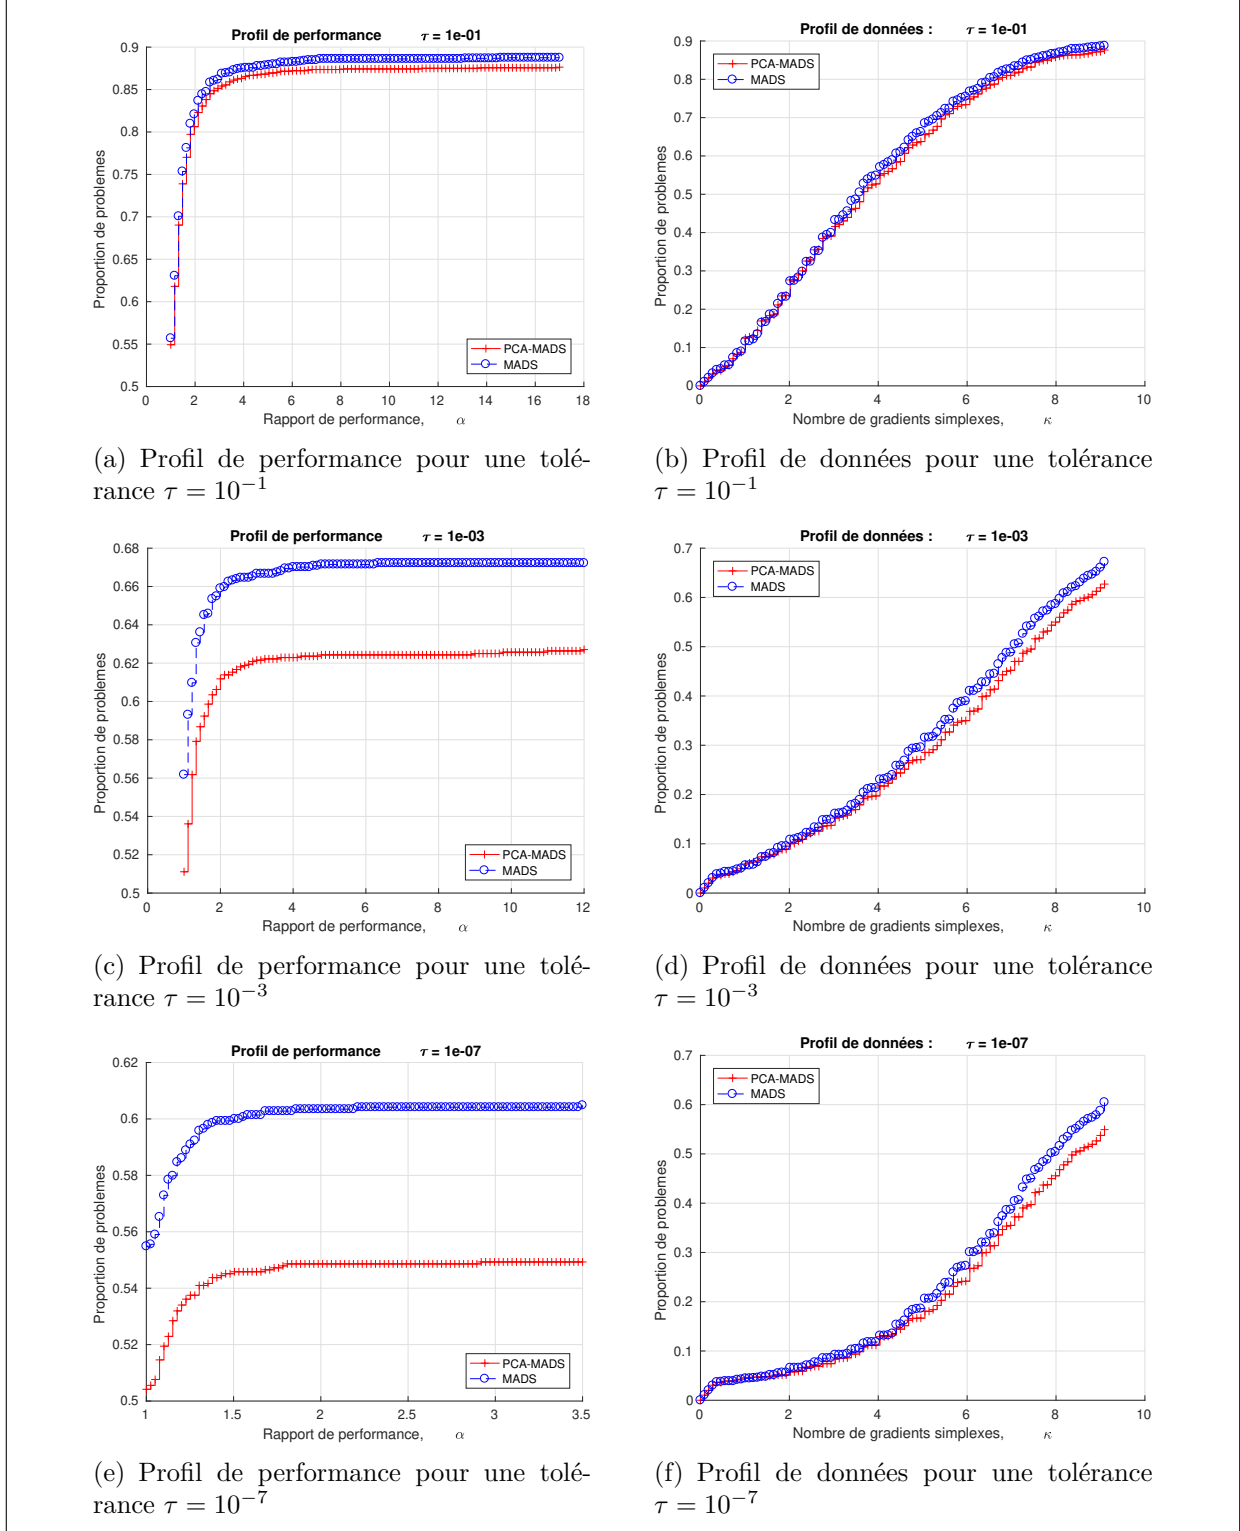 Profil de performance τ = 1e-01
0.9
0.85
0.8
0.75
0.7
0.65
0.6
0.55
0.5
Proportion de problemes
PCA-MADS
MADS
0 2 4 6 8 10 12 14 16 18
Rapport de performance, α
(a) Profil de performance pour une tolé-
rance τ = 10⁻¹
Profil de données : τ = 1e-01
0.9
0.8
0.7
0.6
0.5
0.4
0.3
0.2
0.1
0
Proportion de problemes
PCA-MADS
MADS
0 2 4 6 8 10
Nombre de gradients simplexes, κ
(b) Profil de données pour une tolérance
τ = 10⁻¹
Profil de performance τ = 1e-03
0.68
0.66
0.64
0.62
0.6
0.58
0.56
0.54
0.52
0.5
Proportion de problemes
PCA-MADS
MADS
0 2 4 6 8 10 12
Rapport de performance, α
(c) Profil de performance pour une tolé-
rance τ = 10⁻³
Profil de données : τ = 1e-03
0.7
0.6
0.5
0.4
0.3
0.2
0.1
0
Proportion de problemes
PCA-MADS
MADS
0 2 4 6 8 10
Nombre de gradients simplexes, κ
(d) Profil de données pour une tolérance
τ = 10⁻³
Profil de performance τ = 1e-07
0.62
0.6
0.58
0.56
0.54
0.52
0.5
Proportion de problemes
PCA-MADS
MADS
1 1.5 2 2.5 3 3.5
Rapport de performance, α
(e) Profil de performance pour une tolé-
rance τ = 10⁻⁷
Profil de données : τ = 1e-07
0.7
0.6
0.5
0.4
0.3
0.2
0.1
0
Proportion de problemes
PCA-MADS
MADS
0 2 4 6 8 10
Nombre de gradients simplexes, κ
(f) Profil de données pour une tolérance
τ = 10⁻⁷